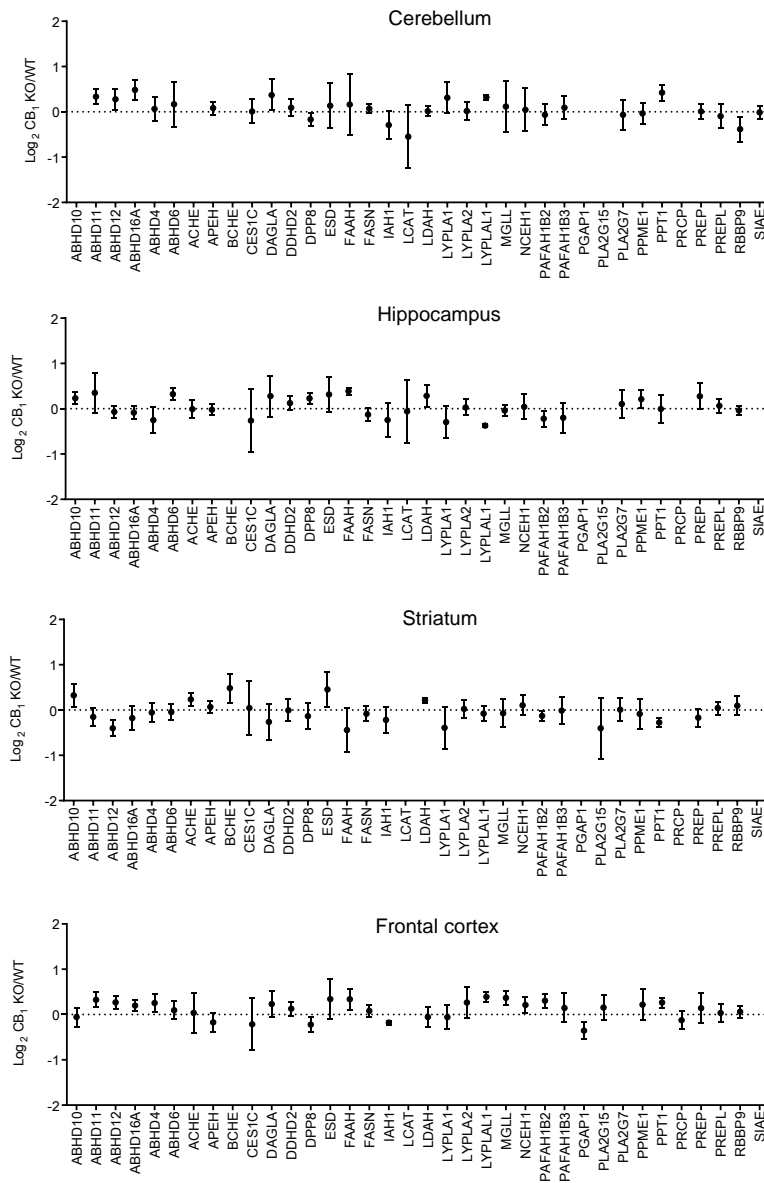 Cerebellum
Log2 CB1 KO/WT
2
1
0
-1
-2
ABHD10 ABHD11 ABHD12 ABHD16A ABHD4 ABHD6 ACHE APEH BCHE CES1C DAGLA DDHD2 DPP8 ESD FAAH FASN IAH1 LCAT LDAH LYPLA1 LYPLA2 LYPLAL1 MGLL NCEH1 PAFAH1B2 PAFAH1B3 PGAP1 PLA2G15 PLA2G7 PPME1 PPT1 PRCP PREP PREPL RBBP9 SIAE
Hippocampus
Log2 CB1 KO/WT
2
1
0
-1
-2
ABHD10 ABHD11 ABHD12 ABHD16A ABHD4 ABHD6 ACHE APEH BCHE CES1C DAGLA DDHD2 DPP8 ESD FAAH FASN IAH1 LCAT LDAH LYPLA1 LYPLA2 LYPLAL1 MGLL NCEH1 PAFAH1B2 PAFAH1B3 PGAP1 PLA2G15 PLA2G7 PPME1 PPT1 PRCP PREP PREPL RBBP9 SIAE
Striatum
Log2 CB1 KO/WT
2
1
0
-1
-2
ABHD10 ABHD11 ABHD12 ABHD16A ABHD4 ABHD6 ACHE APEH BCHE CES1C DAGLA DDHD2 DPP8 ESD FAAH FASN IAH1 LCAT LDAH LYPLA1 LYPLA2 LYPLAL1 MGLL NCEH1 PAFAH1B2 PAFAH1B3 PGAP1 PLA2G15 PLA2G7 PPME1 PPT1 PRCP PREP PREPL RBBP9 SIAE
Frontal cortex
Log2 CB1 KO/WT
2
1
0
-1
-2
ABHD10 ABHD11 ABHD12 ABHD16A ABHD4 ABHD6 ACHE APEH BCHE CES1C DAGLA DDHD2 DPP8 ESD FAAH FASN IAH1 LCAT LDAH LYPLA1 LYPLA2 LYPLAL1 MGLL NCEH1 PAFAH1B2 PAFAH1B3 PGAP1 PLA2G15 PLA2G7 PPME1 PPT1 PRCP PREP PREPL RBBP9 SIAE